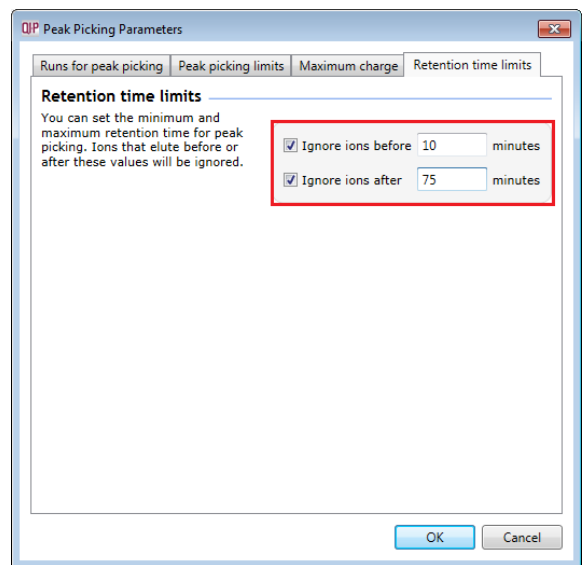 QIP Peak Picking Parameters
Runs for peak picking Peak picking limits Maximum charge Retention time limits
Retention time limits
You can set the minimum and
maximum retention time for peak
picking. Ions that elute before or
after these values will be ignored.
Ignore ions before 10 minutes
Ignore ions after 75 minutes
OK Cancel